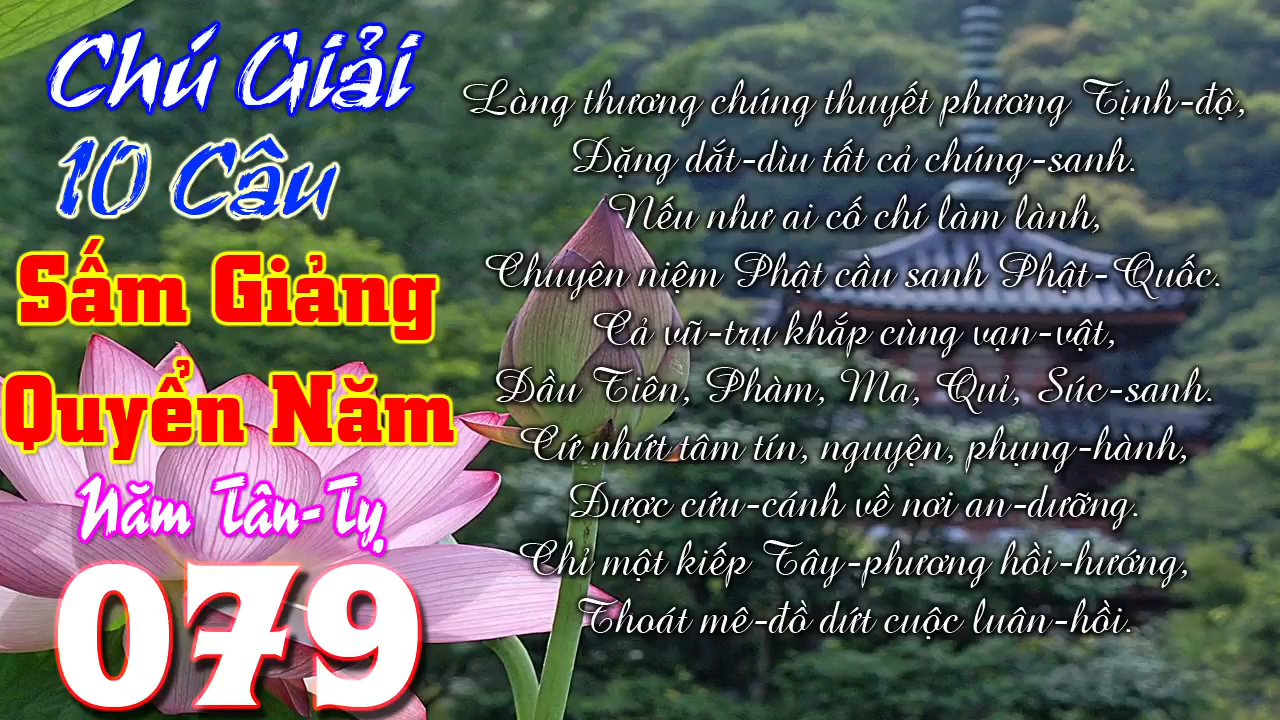 Chú Giải
10 Câu
Sấm Giảng
Quyển Năm
Năm Tân-Tỵ
079
Lòng thương chúng thuyết phương Tịnh-độ,
Đặng dắt-dìu tất cả chúng-sanh.
Nếu như ai cố chí làm lành,
Chuyên niệm Phật cầu sanh Phật-Quốc.
Cả vũ-trụ khắp cùng vạn-vật,
Dầu Tiên, Phàm, Ma, Quỉ, Súc-sanh.
Cứ nhứt tâm tín, nguyện, phụng-hành,
Được cứu-cánh về nơi an-dưỡng.
Chỉ một kiếp Tây-phương hồi-hướng,
Thoát mê-đồ dứt cuộc luân-hồi.